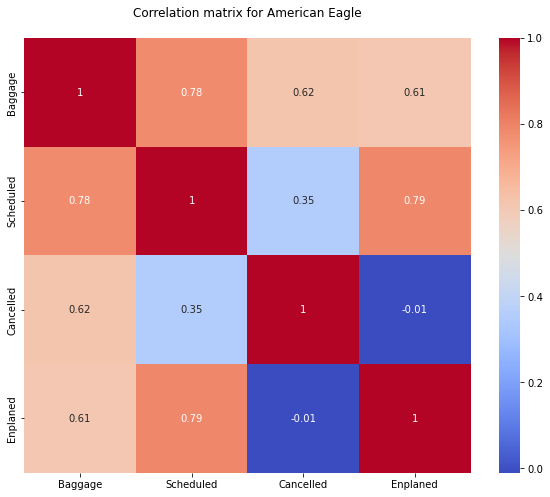 Correlation matrix for American Eagle
Baggage 1 0.78 0.62 0.61
Scheduled 0.78 1 0.35 0.79
Cancelled 0.62 0.35 1 -0.01
Enplaned 0.61 0.79 -0.01 1
Baggage Scheduled Cancelled Enplaned
1.0
0.8
0.6
0.4
0.2
0.0